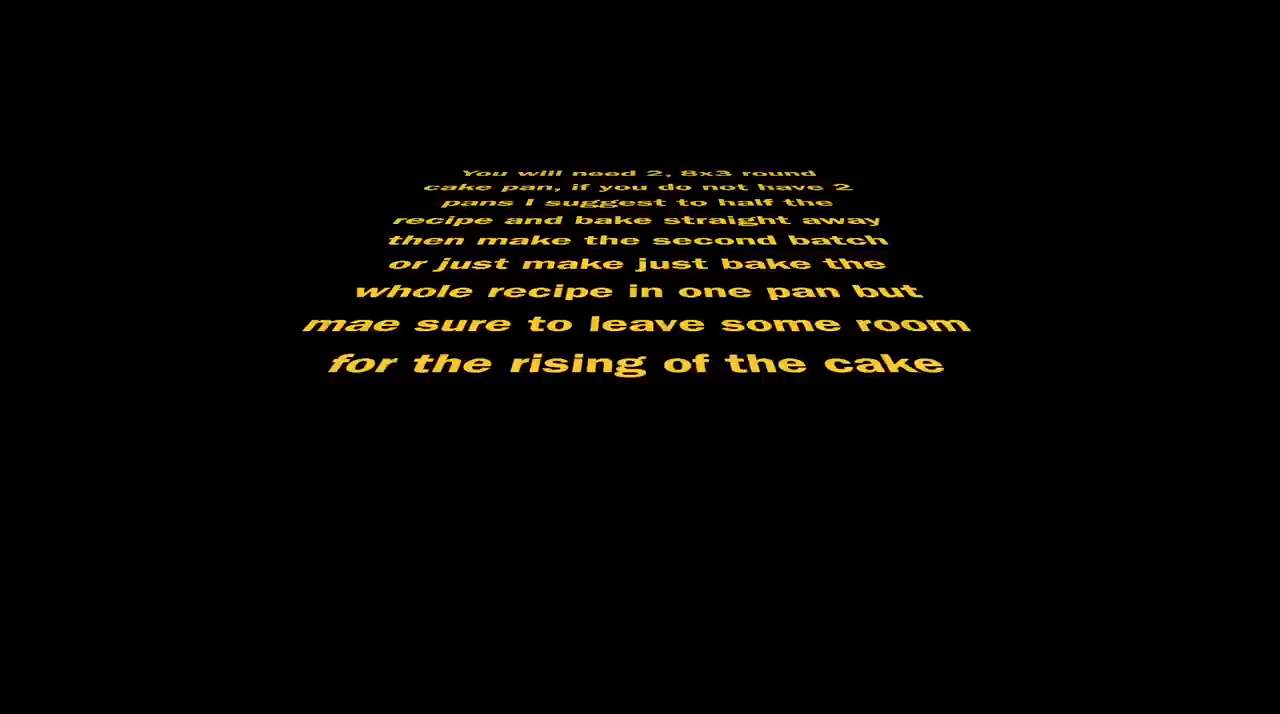 You will need 2, 8x3 round
cake pan, if you do not have 2
pans I suggest to half the
recipe and bake straight away
then make the second batch
or just make just bake the
whole recipe in one pan but
mae sure to leave some room
for the rising of the cake